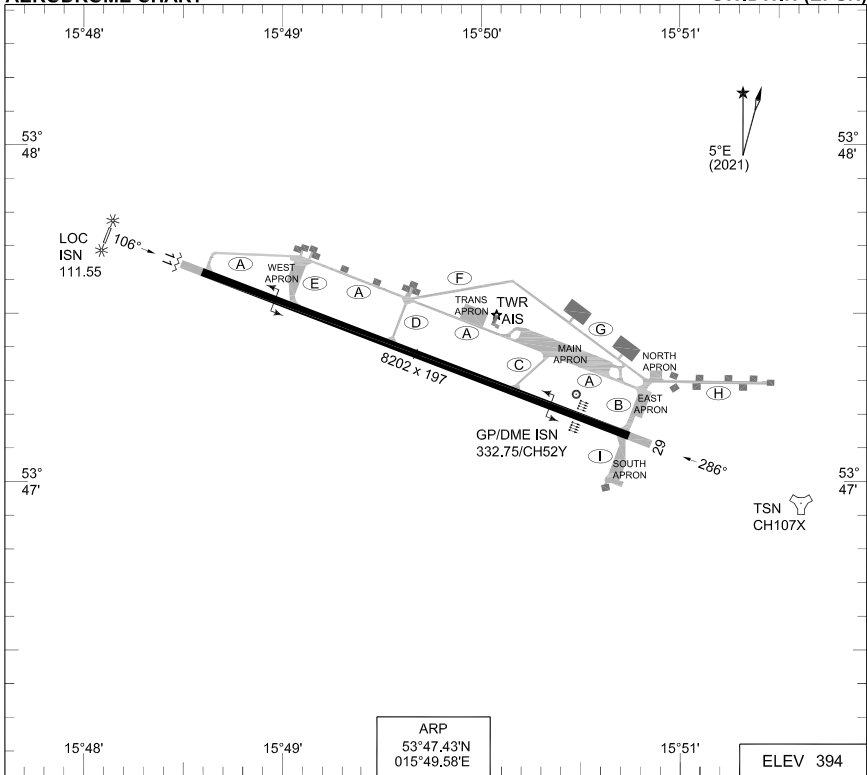 15°48'
15°49'
15°50'
15°51'
53°
48'
53°
48'
5°E
(2021)
LOC
ISN
111.55
106°
A
WEST
APRON
E
A
F
TRANS
APRON
TWR
AIS
D
A
G
MAIN
APRON
NORTH
APRON
8202 x 197
C
A
H
B
EAST
APRON
GP/DME ISN
332.75/CH52Y
29
I
SOUTH
APRON
286°
53°
47'
53°
47'
TSN
CH107X
15°48'
15°49'
15°51'
ARP
53°47.43'N
015°49.58'E
ELEV 394